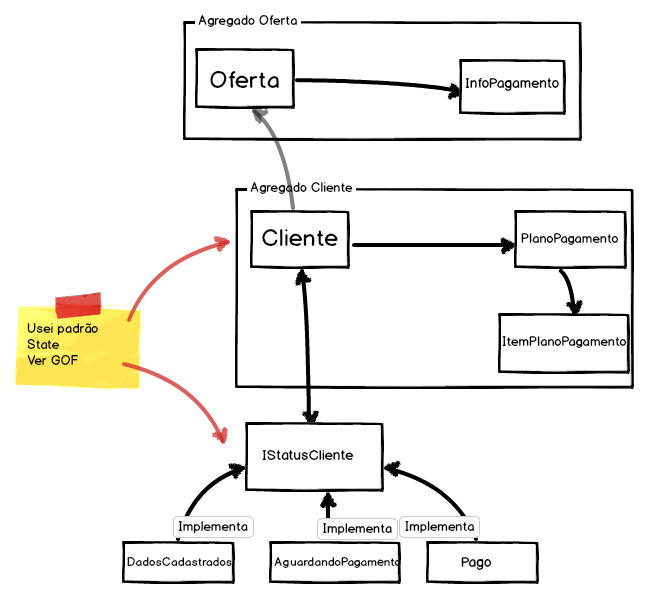 Agregado Oferta
Oferta
InfoPagamento
Agregado Cliente
Cliente
PlanoPagamento
ItemPlanoPagamento
Usei padrão
State
Ver GOF
IStatusCliente
Implementa
Implementa
Implementa
DadosCadastrados
AguardandoPagamento
Pago